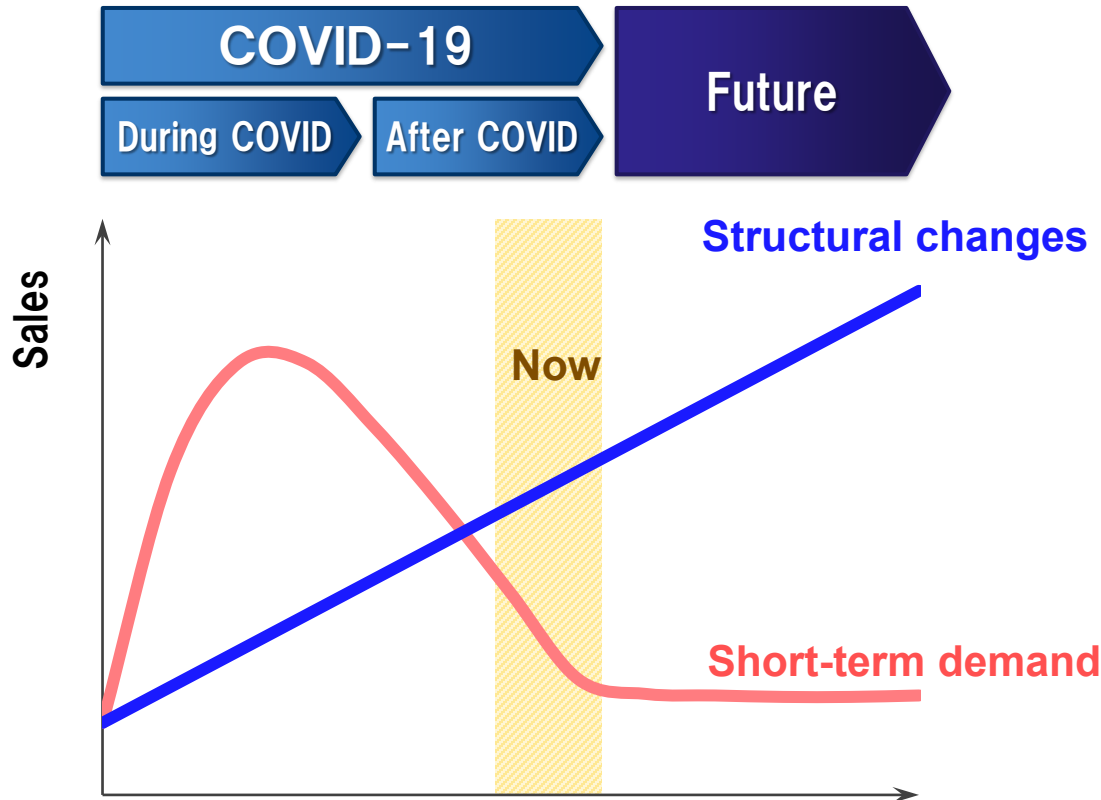 COVID-19
During COVID
After COVID
Future
Structural changes
Sales
Now
Short-term demand